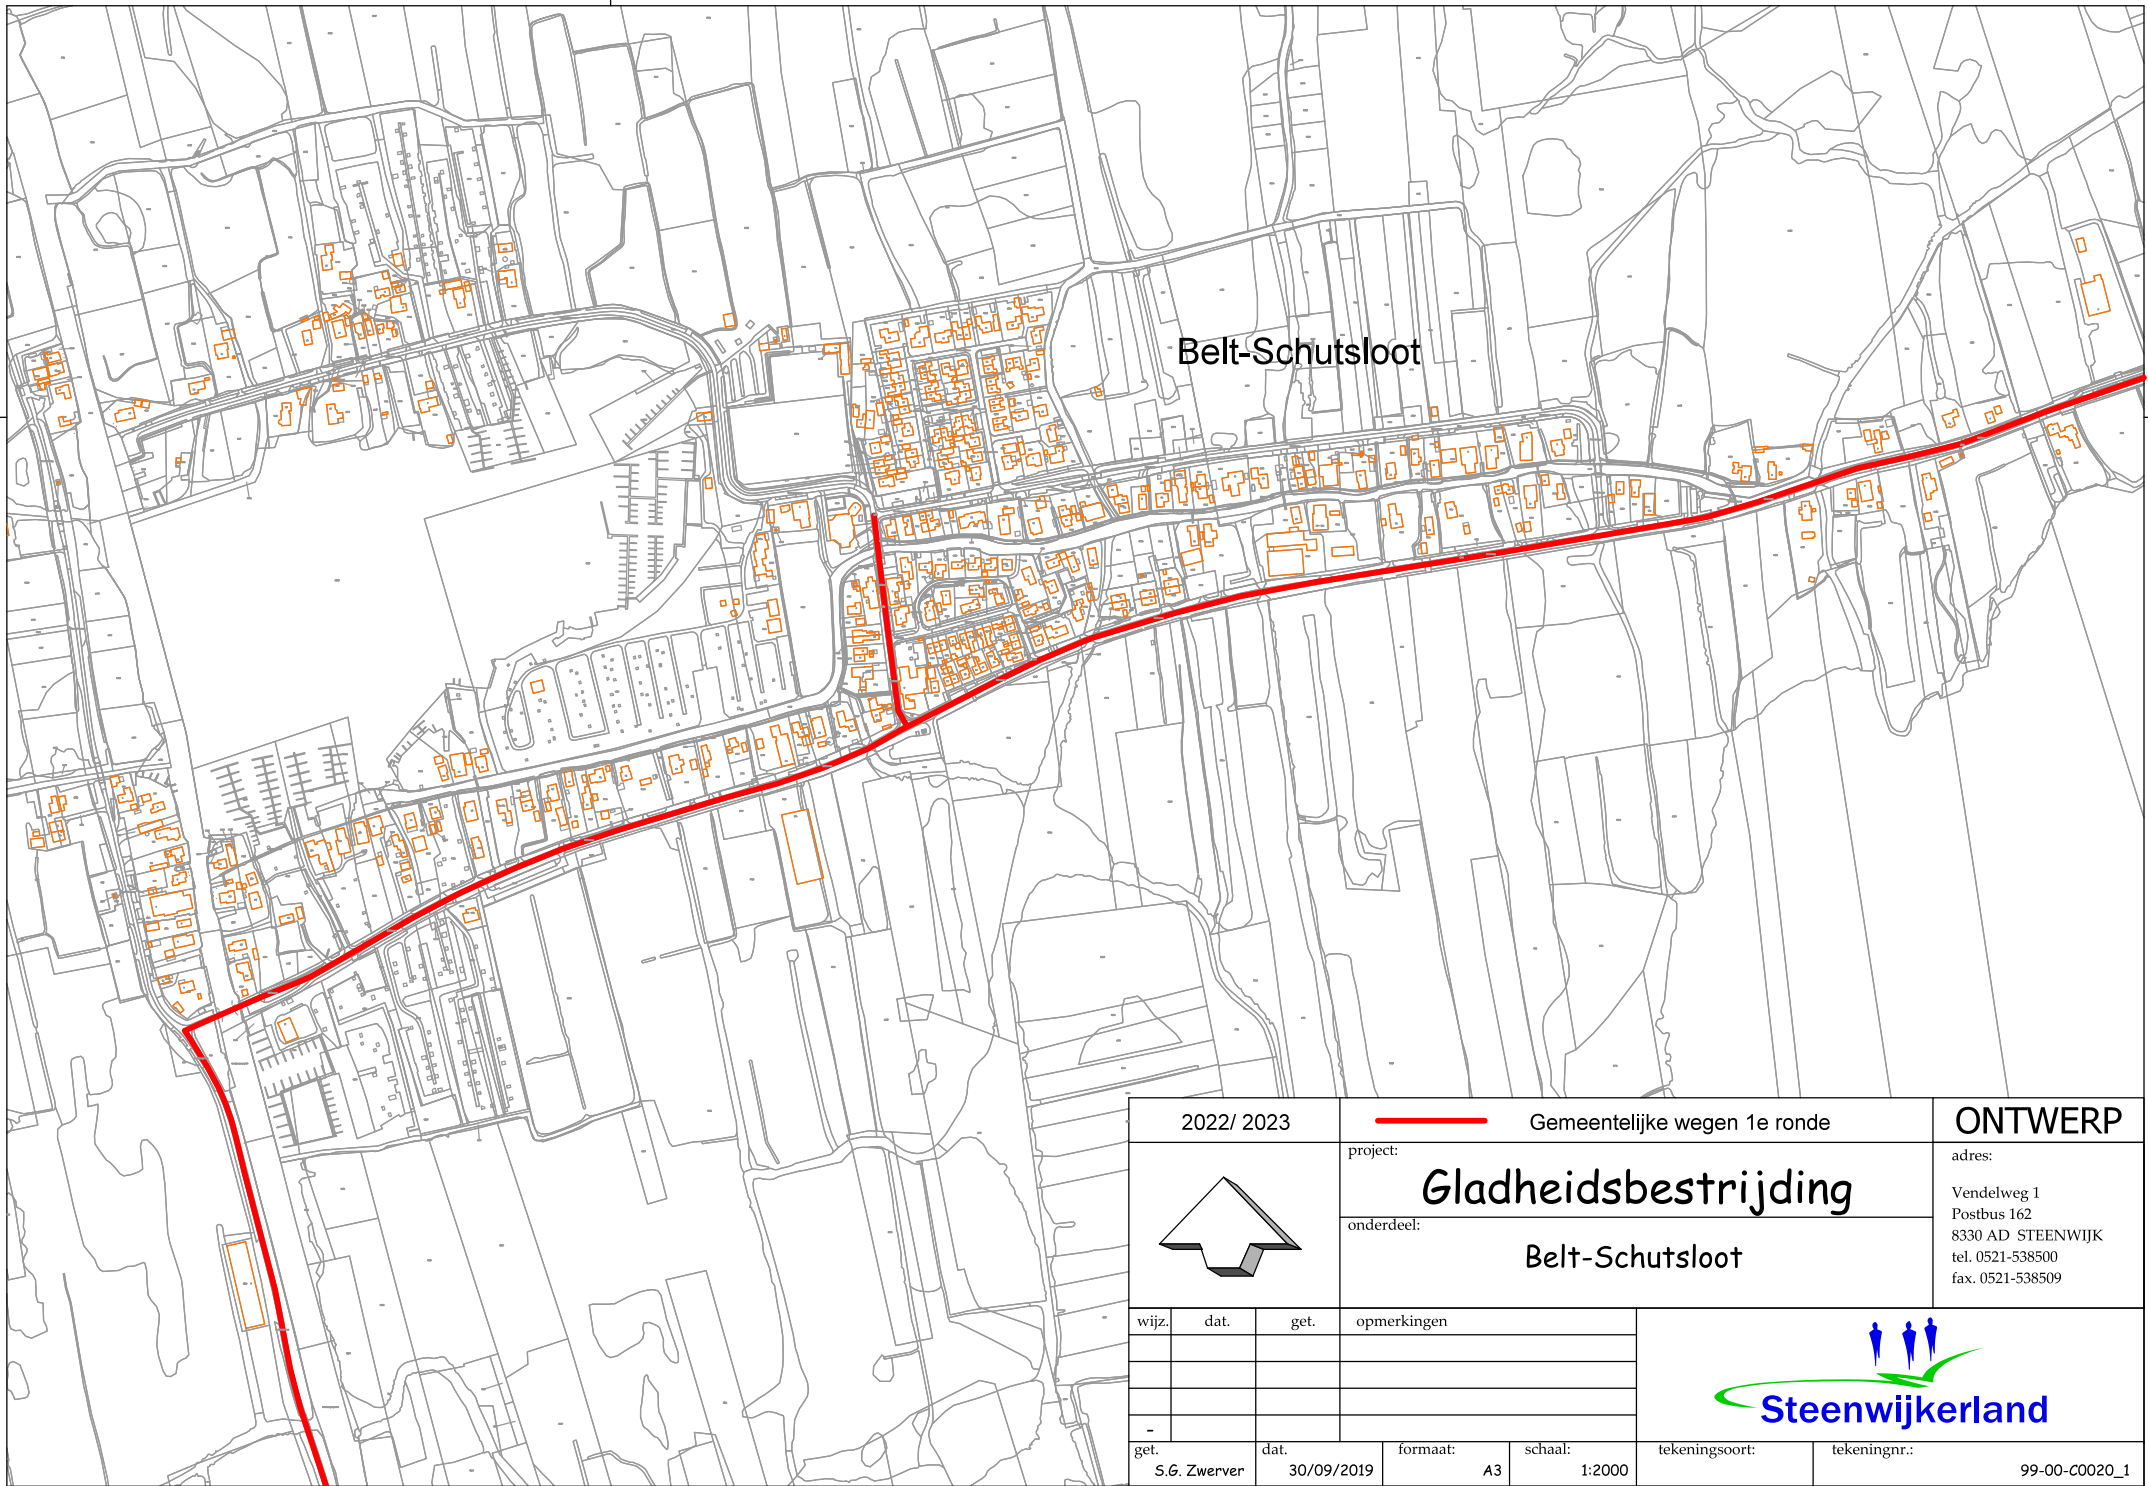 Belt-Schutsloot
2022/ 2023
Gemeentelijke wegen 1e ronde
ONTWERP
project:
Gladheidsbestrijding
onderdeel:
Belt-Schutsloot
adres:
Vendelweg 1
Postbus 162
8330 AD STEENWIJK
tel. 0521-538500
fax. 0521-538509
wijz. dat. get. opmerkingen
-
Steenwijkerland
get. dat. formaat: schaal: tekeningsoort: tekeningnr.:
S.G. Zwerver 30/09/2019 A3 1:2000 99-00-C0020_1